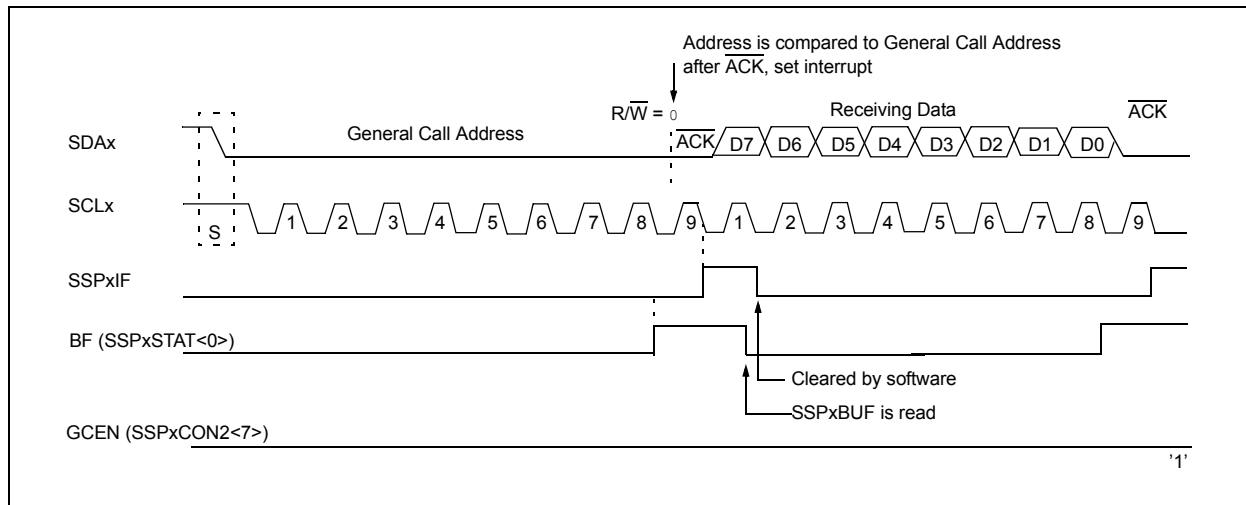 Address is compared to General Call Address
after ACK, set interrupt
R/W = 0
General Call Address
Receiving Data
ACK
SDAx
ACK D7 D6 D5 D4 D3 D2 D1 D0
SCLx
S
1 2 3 4 5 6 7 8 9 1 2 3 4 5 6 7 8 9
SSPxIF
BF (SSPxSTAT<0>)
Cleared by software
SSPxBUF is read
GCEN (SSPxCON2<7>)
’1’